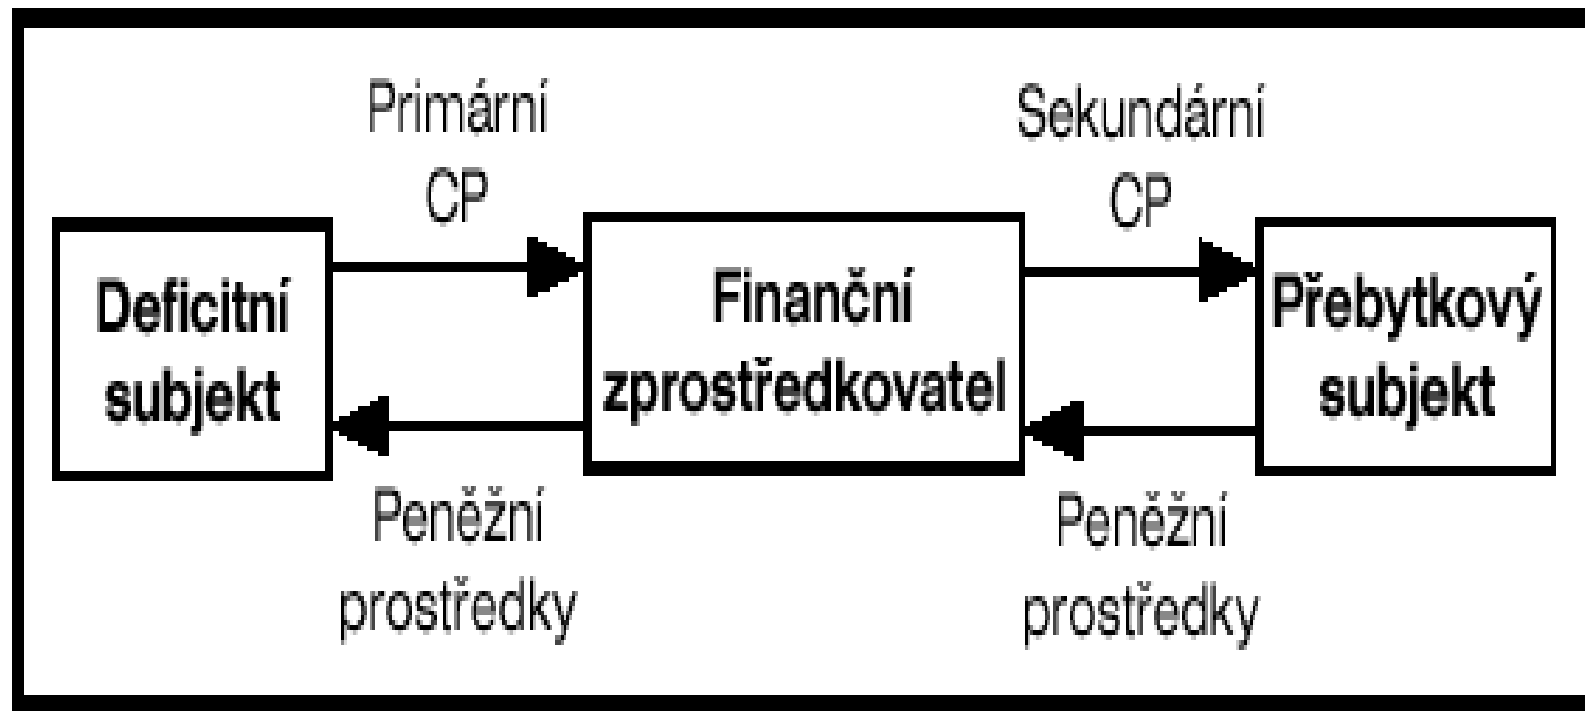 Primární
CP
Sekundární
CP
Deficitní
subjekt
Finanční
zprostředkovatel
Přebytkový
subjekt
Peněžní
prostředky
Peněžní
prostředky